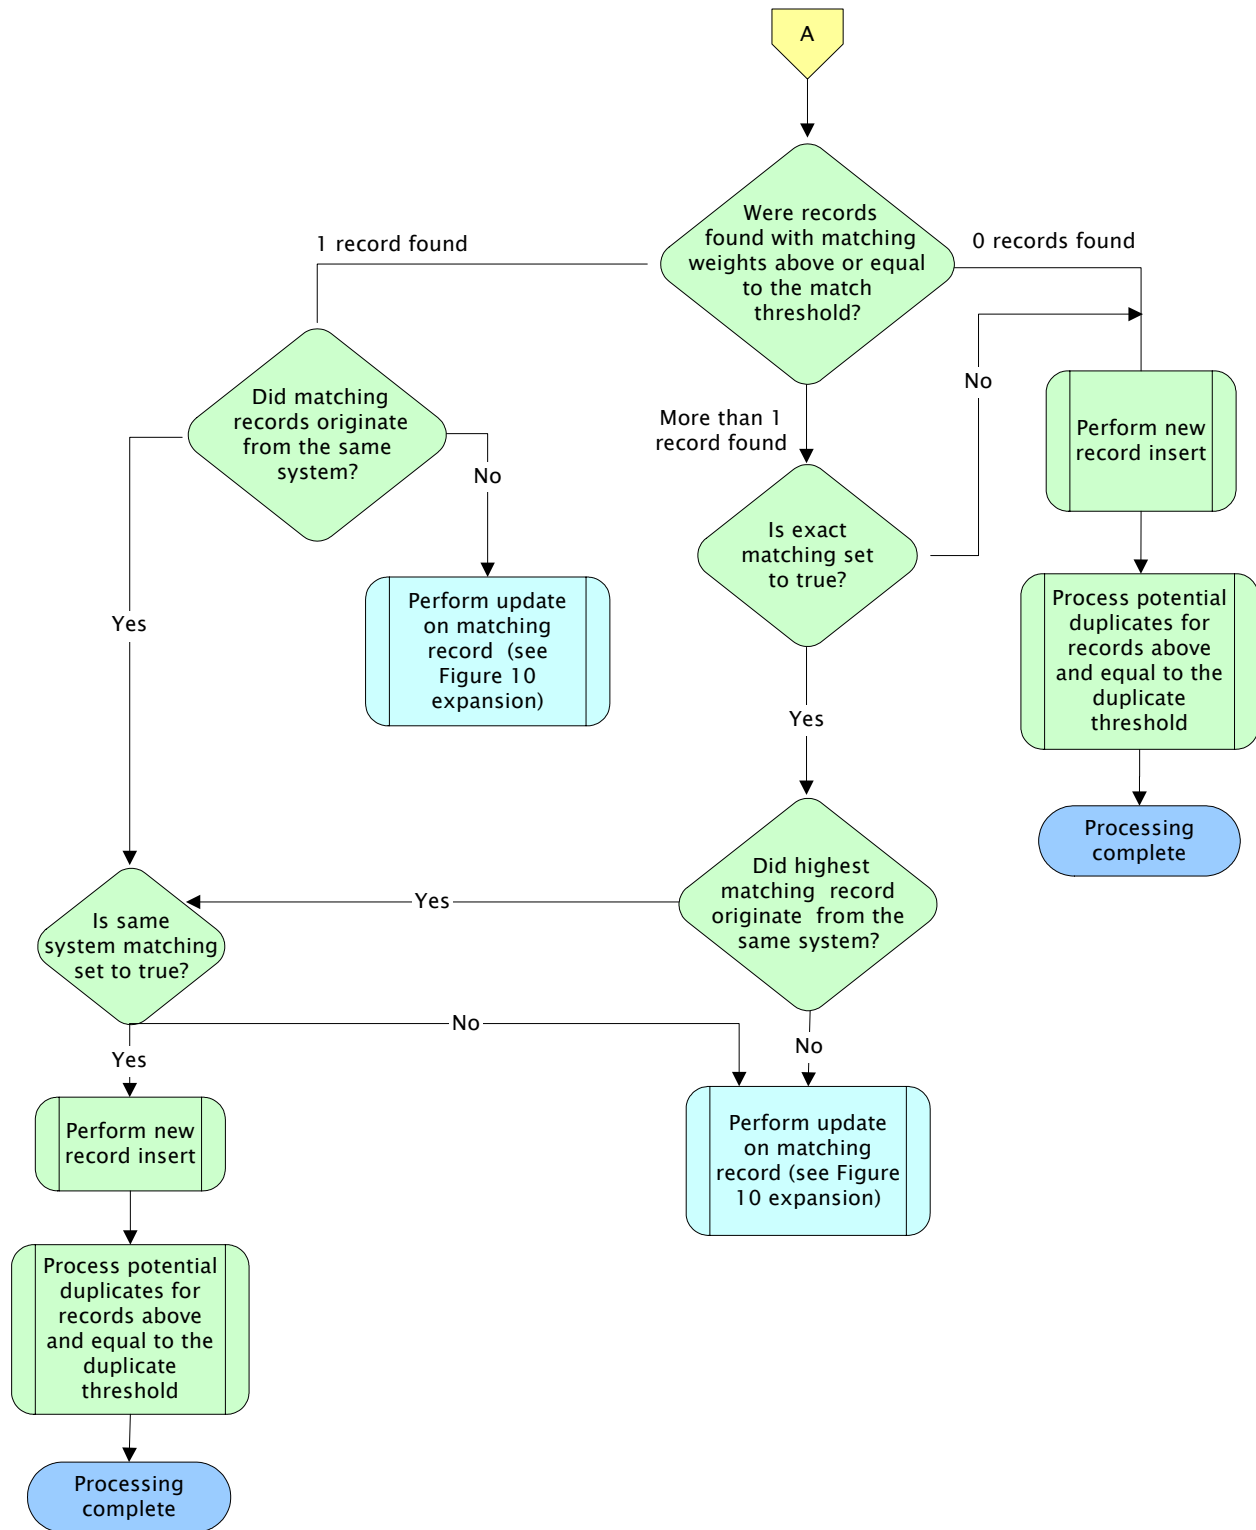 A
Were records
found with matching
weights above or equal
to the match
threshold?
1 record found
0 records found
Did matching
records originate
from the same
system?
No
More than 1
record found
Perform new
record insert
No
Is exact
matching set
to true?
Perform update
on matching
record (see
Figure 10
expansion)
Process potential
duplicates for
records above
and equal to the
duplicate
threshold
Yes
Yes
Processing
complete
Did highest
matching record
originate from the
same system?
Yes
Is same
system matching
set to true?
No
No
Yes
Perform new
record insert
Perform update
on matching
record (see Figure
10 expansion)
Process potential
duplicates for
records above
and equal to the
duplicate
threshold
Processing
complete